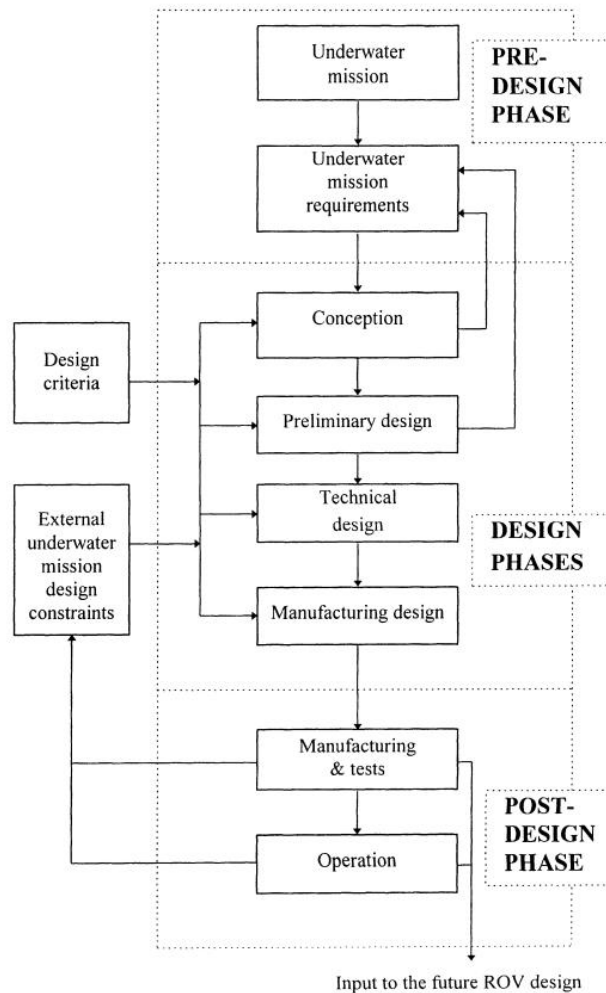 Underwater
mission
PRE-
DESIGN
PHASE
Underwater
mission
requirements
Conception
Design
criteria
Preliminary design
External
underwater
mission
design
constraints
Technical
design
DESIGN
PHASES
Manufacturing design
Manufacturing
& tests
POST-
DESIGN
PHASE
Operation
Input to the future ROV design